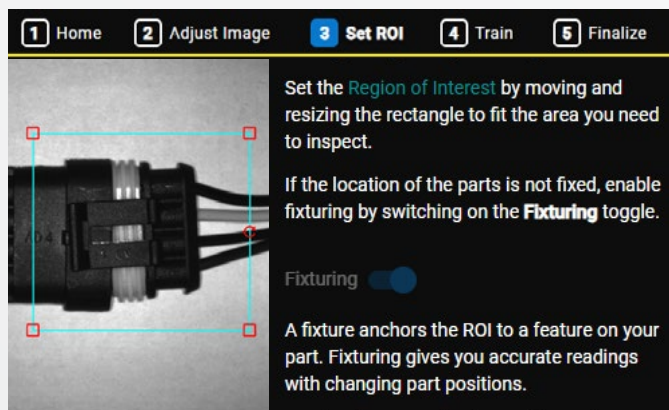 1 Home 2 Adjust Image 3 Set ROI 4 Train 5 Finalize
Set the Region of Interest by moving and
resizing the rectangle to fit the area you need
to inspect.
If the location of the parts is not fixed, enable
fixturing by switching on the Fixturing toggle.
Fixturing
A fixture anchors the ROI to a feature on your
part. Fixturing gives you accurate readings
with changing part positions.